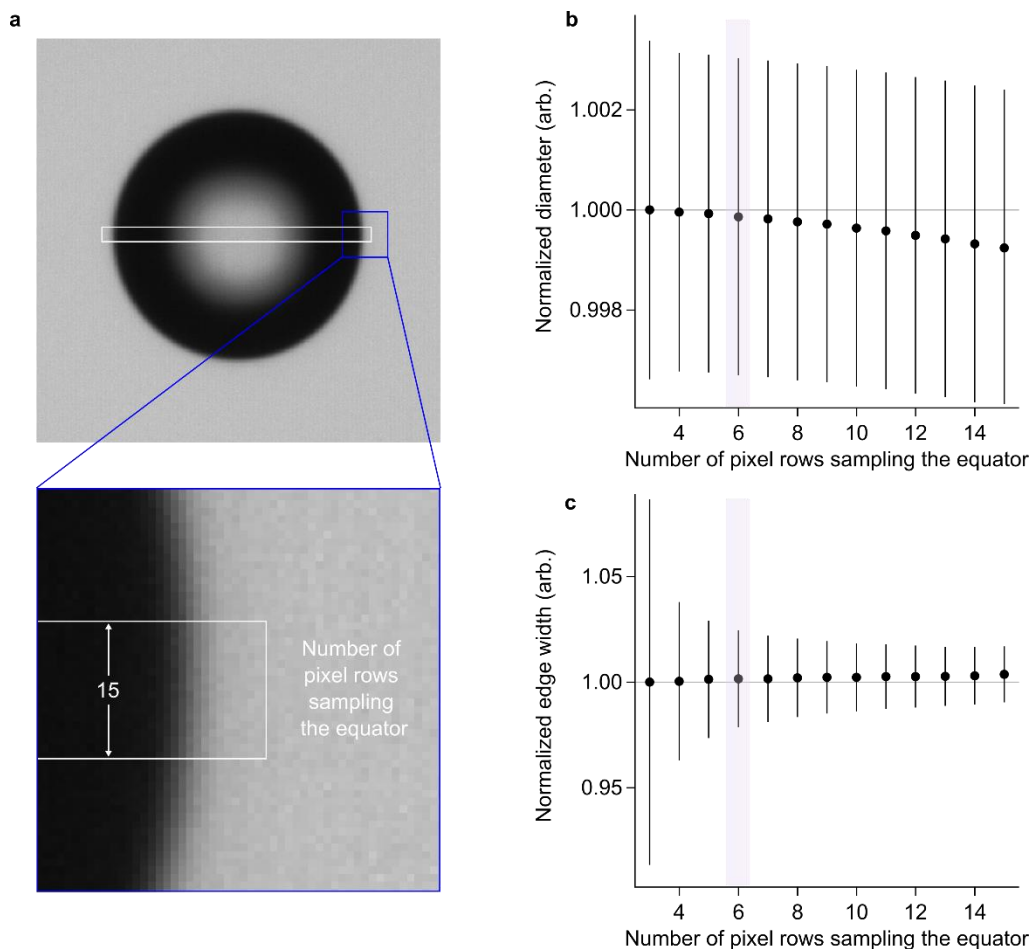 a
15
Number of
pixel rows
sampling
the equator
b
Normalized diameter (arb.)
1.002
1.000
0.998
4 6 8 10 12 14
Number of pixel rows sampling the equator
c
Normalized edge width (arb.)
1.05
1.00
0.95
4 6 8 10 12 14
Number of pixel rows sampling the equator